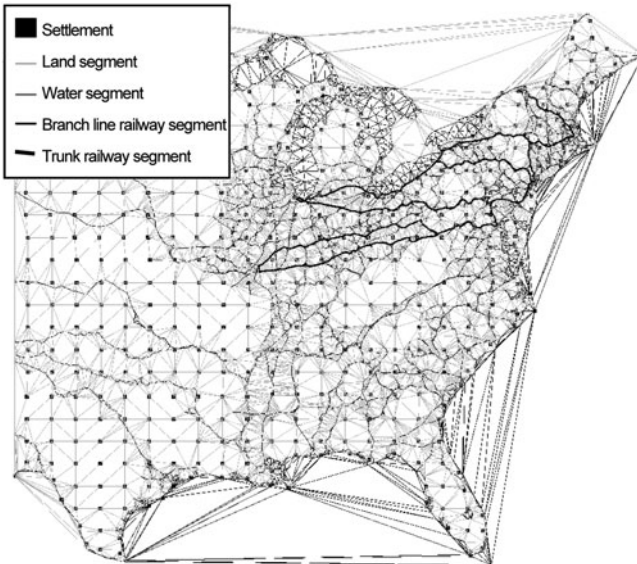 Settlement
Land segment
Water segment
Branch line railway segment
Trunk railway segment